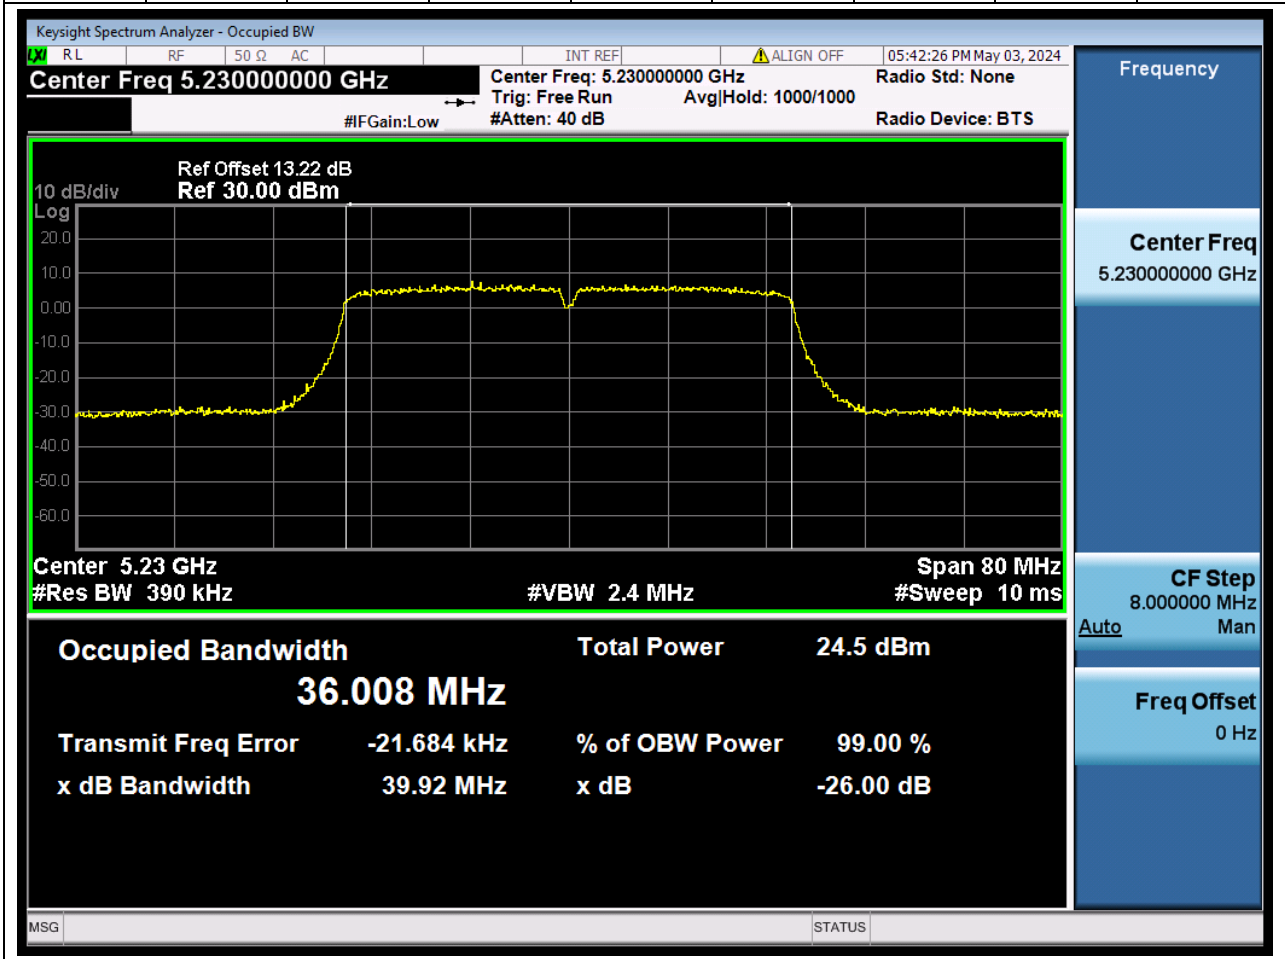 Keysight Spectrum Analyzer - Occupied BW
LXI RL RF 50 Ω AC INT REF ALIGN OFF 05:42:26 PM May 03, 2024
Center Freq 5.230000000 GHz
Center Freq: 5.230000000 GHz Radio Std: None
Trig: Free Run Avg|Hold: 1000/1000
#IFGain:Low #Atten: 40 dB Radio Device: BTS
Ref Offset 13.22 dB
10 dB/div Ref 30.00 dBm
Log
20.0
10.0
0.00
-10.0
-20.0
-30.0
-40.0
-50.0
-60.0
Center 5.23 GHz Span 80 MHz
#Res BW 390 kHz #VBW 2.4 MHz #Sweep 10 ms
Occupied Bandwidth Total Power 24.5 dBm
36.008 MHz
Transmit Freq Error -21.684 kHz % of OBW Power 99.00 %
x dB Bandwidth 39.92 MHz x dB -26.00 dB
MSG STATUS
Frequency
Center Freq
5.230000000 GHz
CF Step
8.000000 MHz
Auto Man
Freq Offset
0 Hz